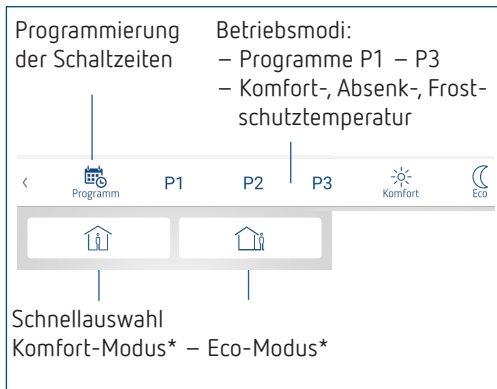 Programmierung
der Schaltzeiten
Betriebsmodi:
– Programme P1 – P3
– Komfort-, Absenk-, Frost-
schutztemperatur
Programm P1 P2 P3 Komfort Eco
Schnellauswahl
Komfort-Modus* – Eco-Modus*